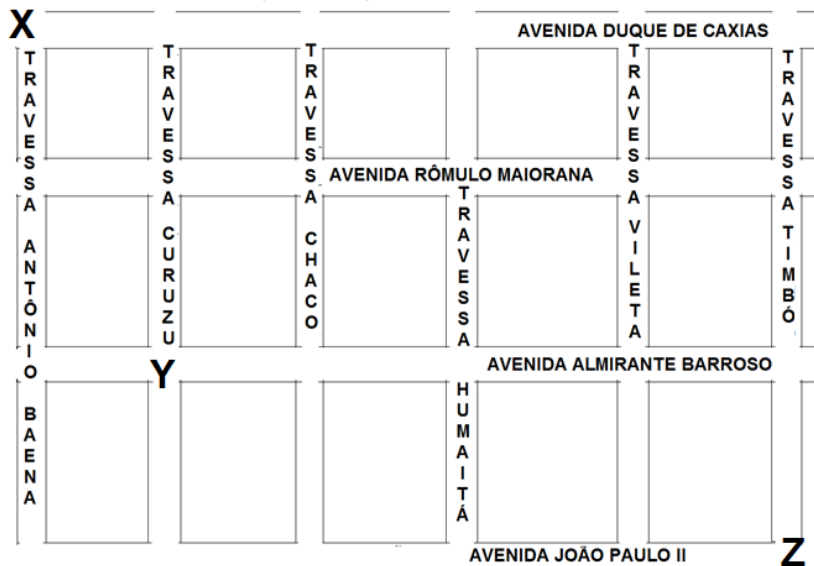 X
AVENIDA DUQUE DE CAXIAS
TRAVESSA ANTÔNIO BAENA
TRAVESSA CURUZU
TRAVESSA CHACO
TRAVESSA HUMAITÁ
TRAVESSA VILETA
TRAVESSA TIMBÓ
AVENIDA RÔMULO MAIORANA
Y
AVENIDA ALMIRANTE BARROSO
AVENIDA JOÃO PAULO II
Z